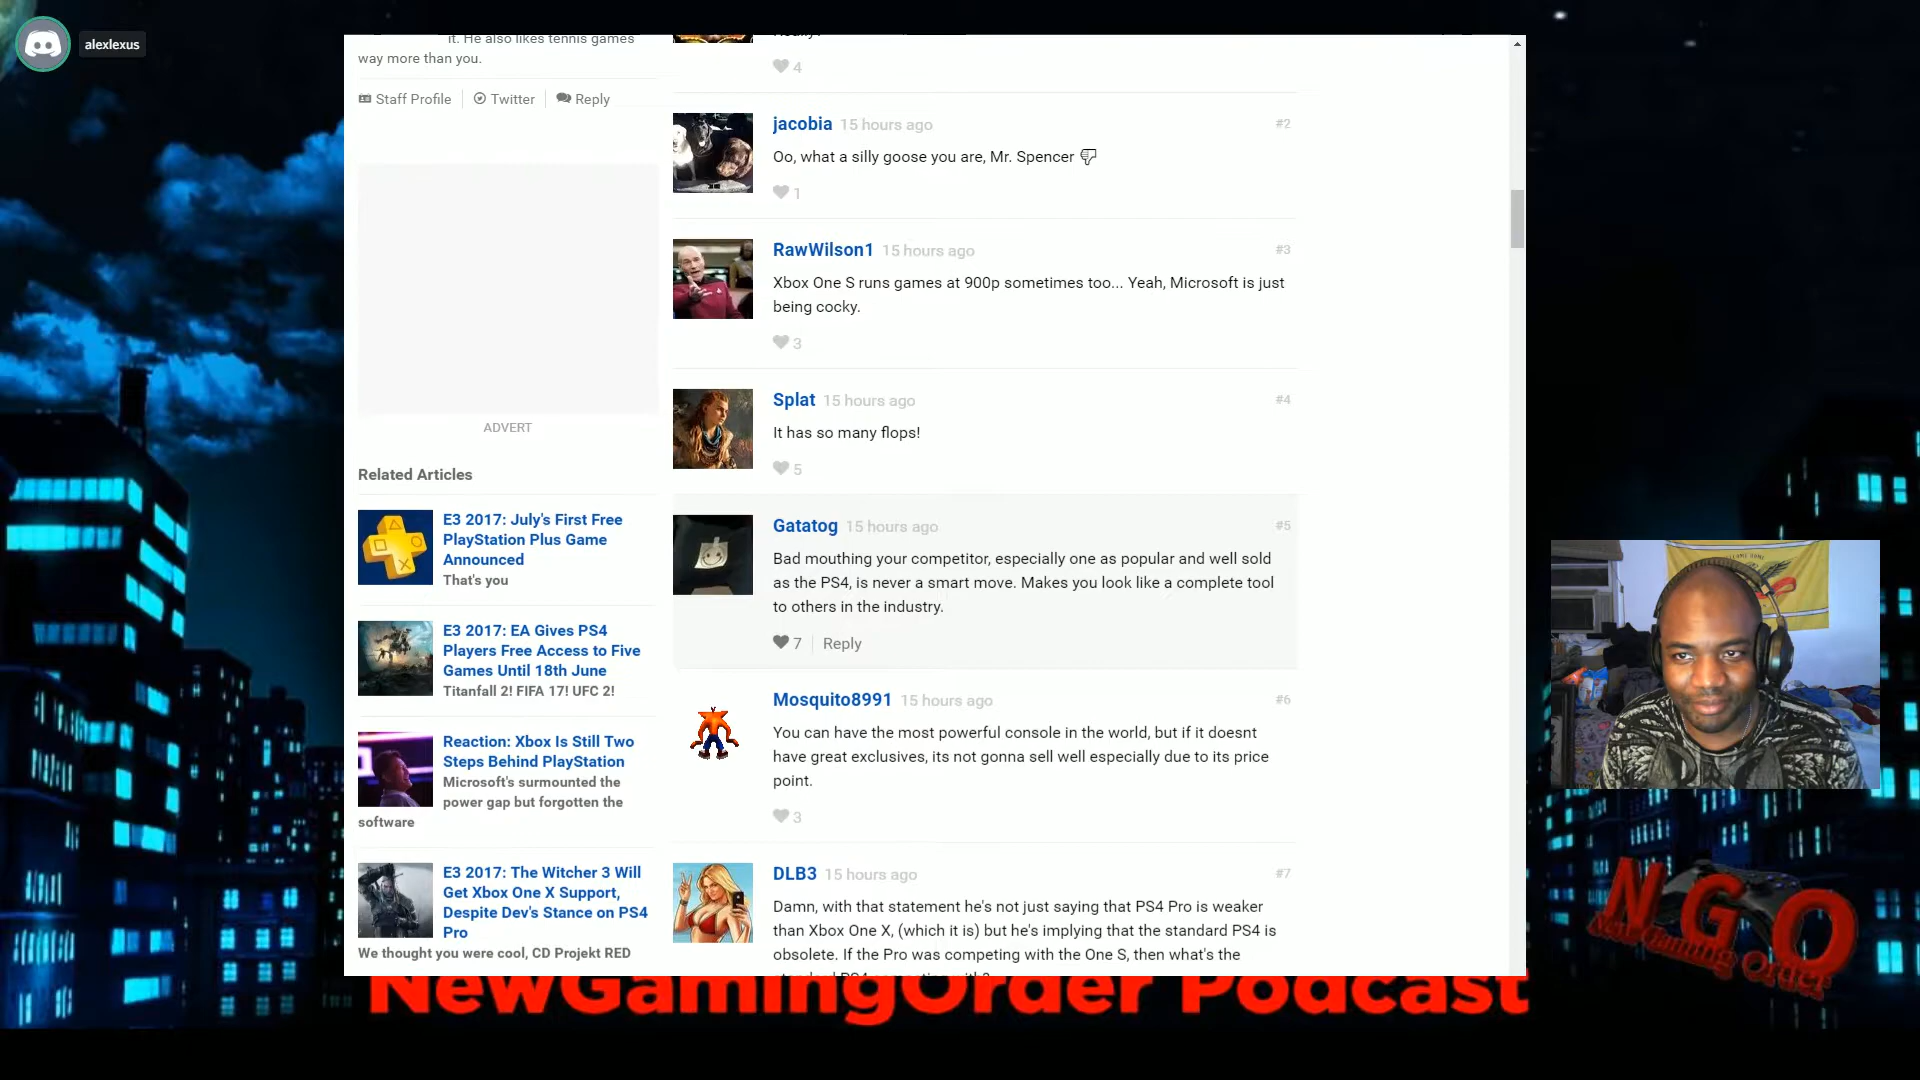 alexlexus
it. He also likes tennis games
way more than you.
Staff Profile
Twitter
Reply
ADVERT
Related Articles
E3 2017: July's First Free
PlayStation Plus Game
Announced
That's you
E3 2017: EA Gives PS4
Players Free Access to Five
Games Until 18th June
Titanfall 2! FIFA 17! UFC 2!
Reaction: Xbox Is Still Two
Steps Behind PlayStation
Microsoft's surmounted the
power gap but forgotten the
software
E3 2017: The Witcher 3 Will
Get Xbox One X Support,
Despite Dev's Stance on PS4
Pro
We thought you were cool, CD Projekt RED
4
jacobia 15 hours ago #2
Oo, what a silly goose you are, Mr. Spencer
1
RawWilson1 15 hours ago #3
Xbox One S runs games at 900p sometimes too... Yeah, Microsoft is just
being cocky.
3
Splat 15 hours ago #4
It has so many flops!
5
Gatatog 15 hours ago #5
Bad mouthing your competitor, especially one as popular and well sold
as the PS4, is never a smart move. Makes you look like a complete tool
to others in the industry.
7 Reply
Mosquito8991 15 hours ago #6
You can have the most powerful console in the world, but if it doesnt
have great exclusives, its not gonna sell well especially due to its price
point.
3
DLB3 15 hours ago #7
Damn, with that statement he's not just saying that PS4 Pro is weaker
than Xbox One X, (which it is) but he's implying that the standard PS4 is
obsolete. If the Pro was competing with the One S, then what's the
NGO
New Gaming Order
NewGamingOrder Podcast